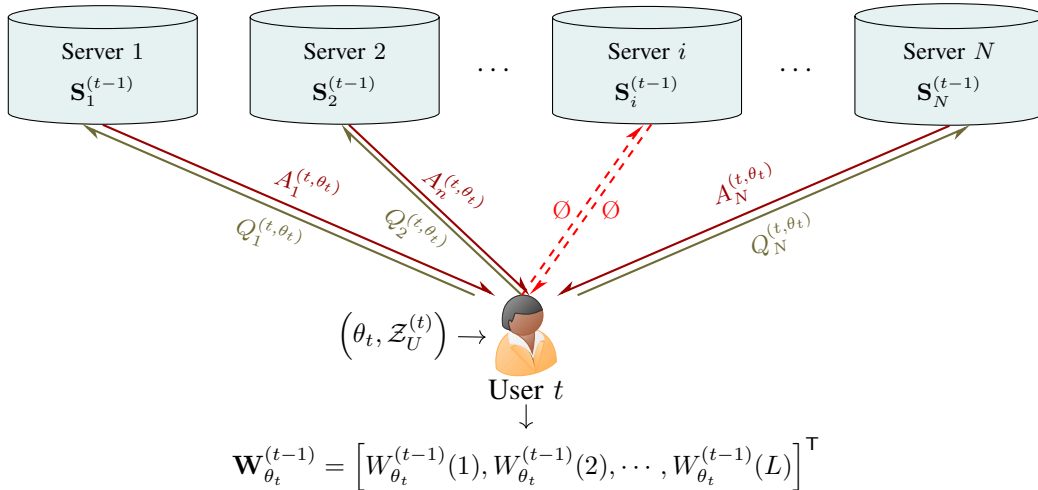 Server 1 Server 2 Server i Server N
S_1^{(t-1)} S_2^{(t-1)} ··· S_i^{(t-1)} ··· S_N^{(t-1)}
A_1^{(t,θ_t)} A_n^{(t,θ_t)} A_N^{(t,θ_t)}
Q_1^{(t,θ_t)} Q_2^{(t,θ_t)} Ø Ø Q_N^{(t,θ_t)}
(θ_t, 𝒵_U^{(t)}) →
User t
↓
W_{θ_t}^{(t-1)} = [W_{θ_t}^{(t-1)}(1), W_{θ_t}^{(t-1)}(2), ··· , W_{θ_t}^{(t-1)}(L)]^T